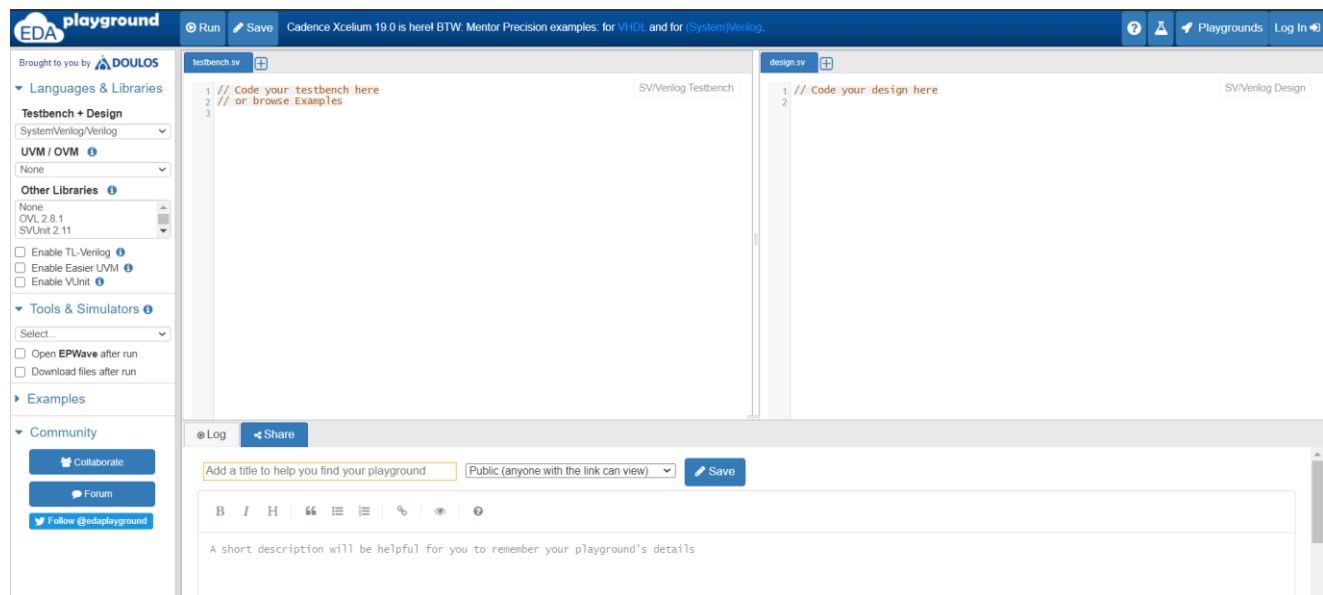 EDA playground
Run Save Cadence Xcelium 19.0 is here! BTW: Mentor Precision examples: for VHDL and for (System)Verilog.
? Playgrounds Log In
Brought to you by DOULOS
Languages & Libraries
Testbench + Design
SystemVerilog/Verilog
UVM / OVM
None
Other Libraries
None
OVL 2.8.1
SVUnit 2.11
Enable TL-Verilog
Enable Easier UVM
Enable VUnit
Tools & Simulators
Select...
Open EPWave after run
Download files after run
Examples
Community
Collaborate
Forum
Follow @edaplayground
testbench.sv
SV/Verilog Testbench
1 // Code your testbench here
2 // or browse Examples
3
design.sv
SV/Verilog Design
1 // Code your design here
2
Log Share
Add a title to help you find your playground Public (anyone with the link can view) Save
B I H
A short description will be helpful for you to remember your playground's details